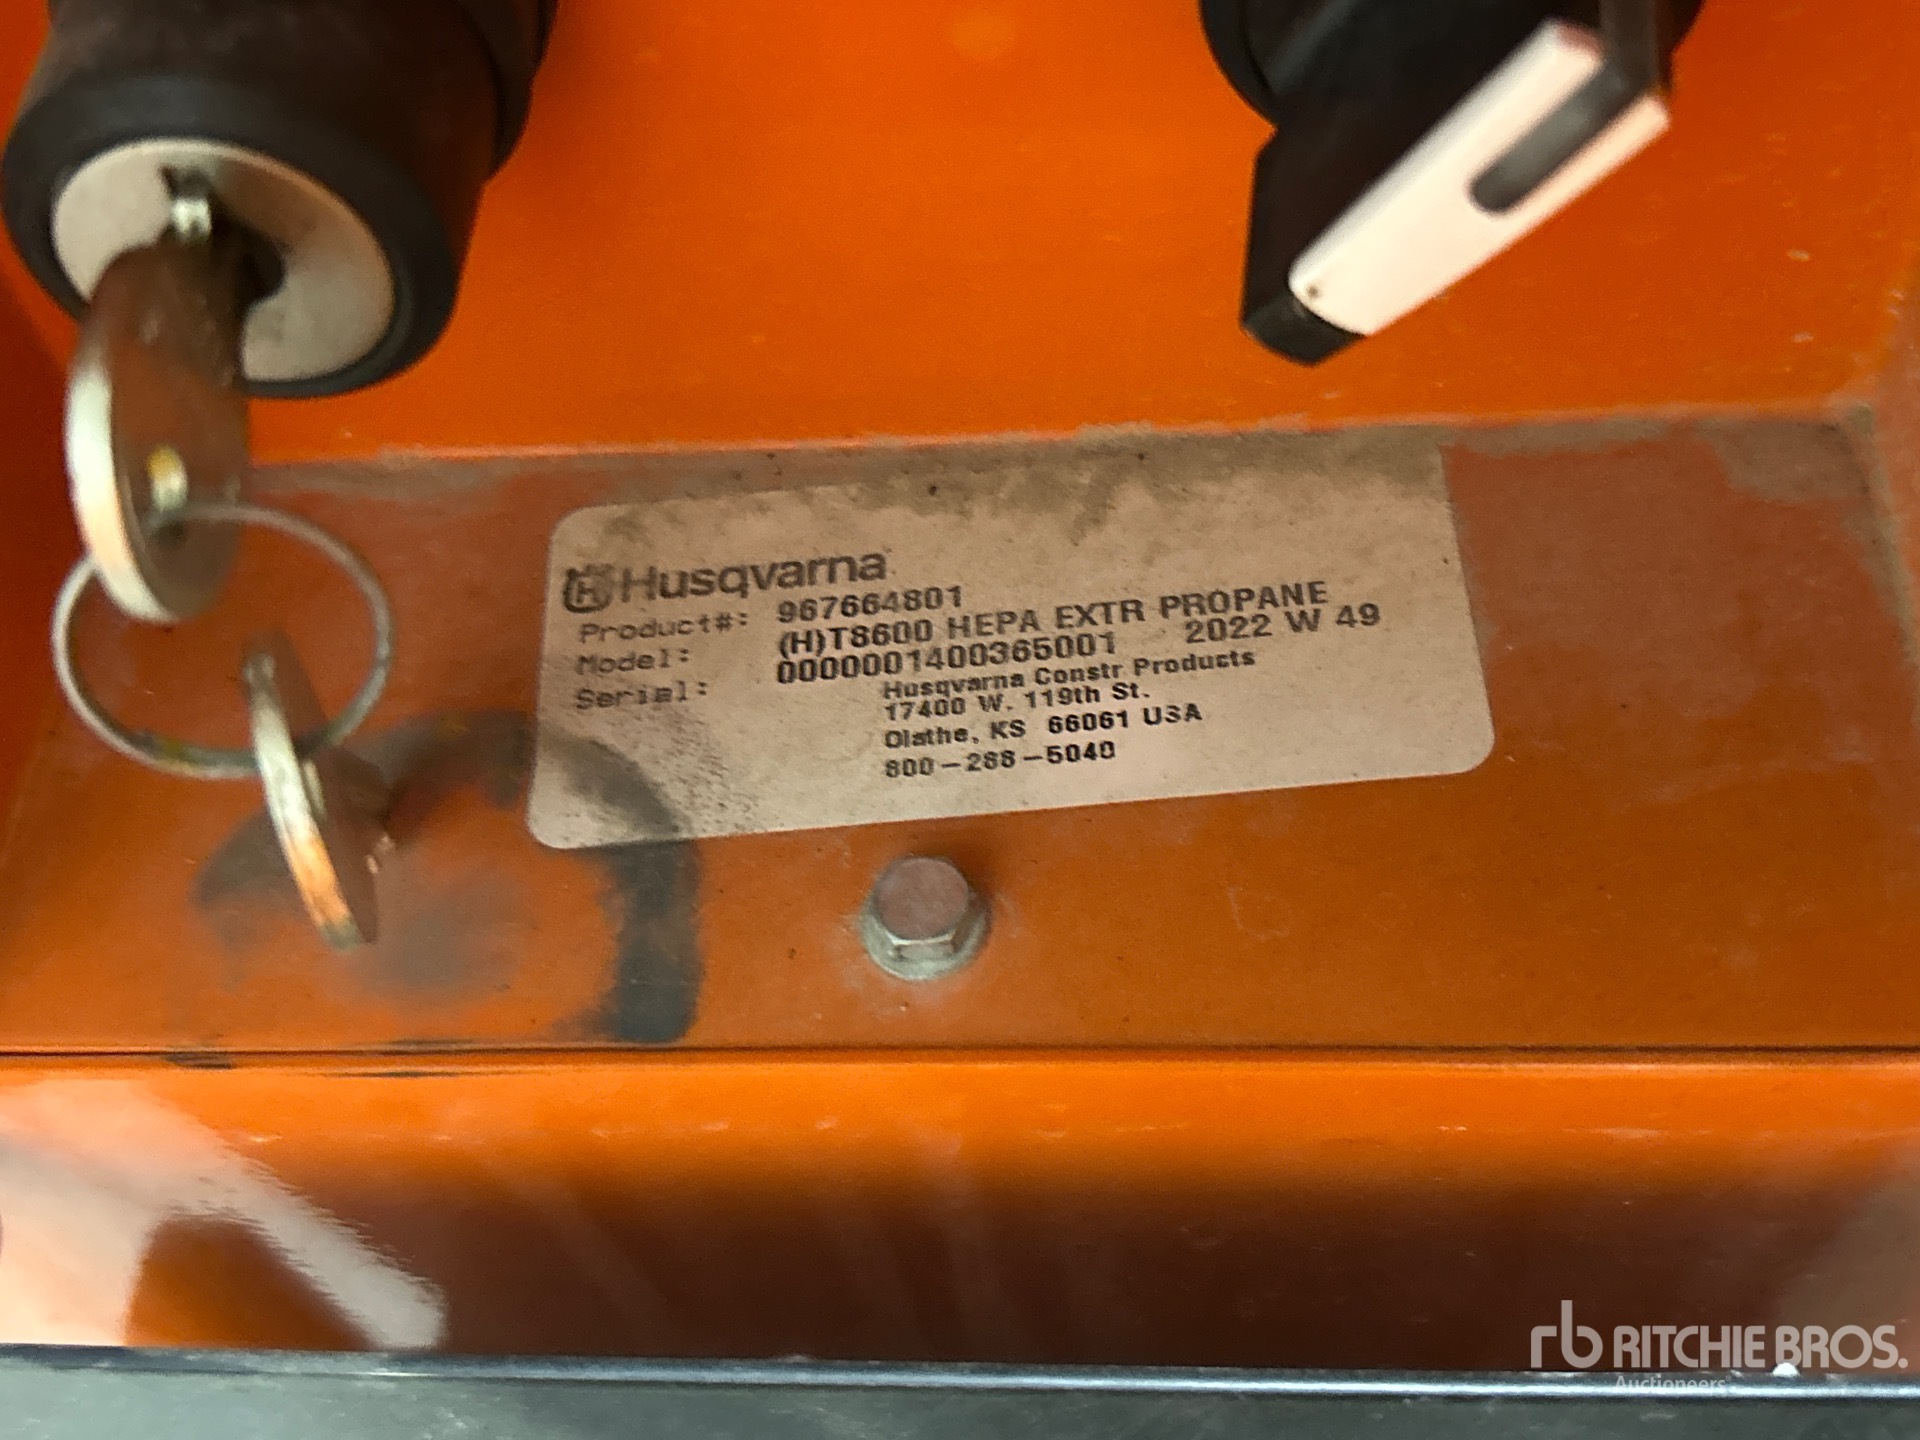 Husqvarna
Product#: 967664801
Model: (H)T8600 HEPA EXTR PROPANE
Serial: 0000001400365001 2022 W 49
Husqvarna Constr Products
17400 W. 119th St.
Olathe, KS 66061 USA
800-288-5040
rb RITCHIE BROS.
Auctioneers